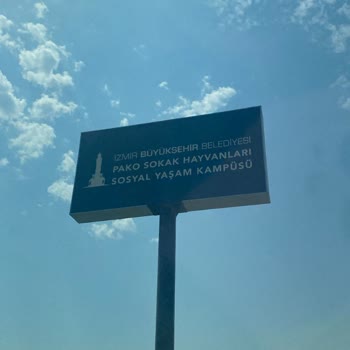 İZMİR BÜYÜKŞEHİR BELEDİYESİ
PAKO SOKAK HAYVANLARI
SOSYAL YAŞAM KAMPÜSÜ